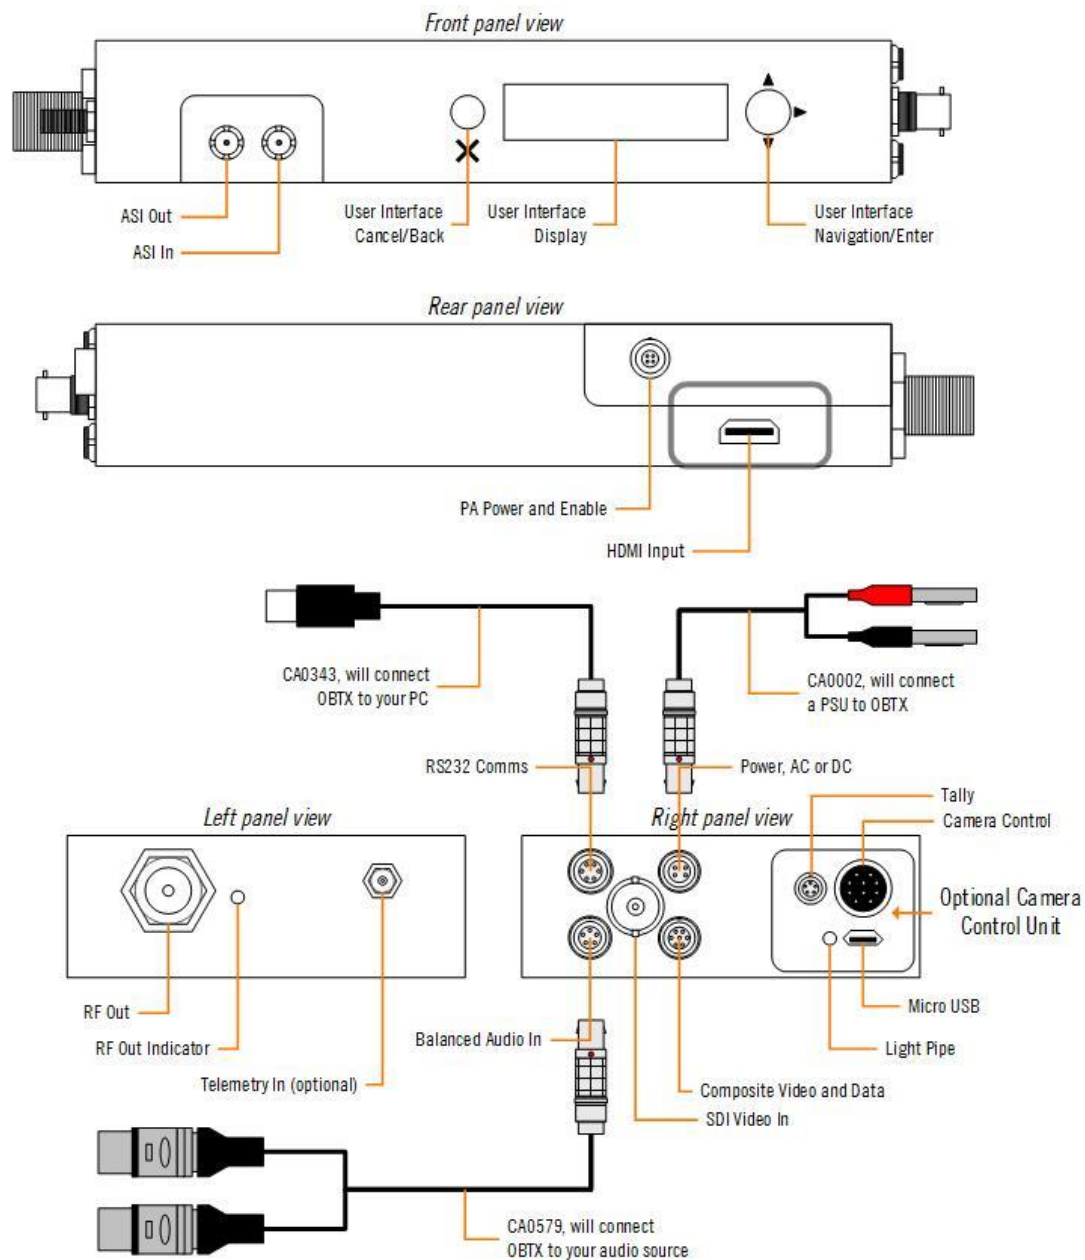 Front panel view
ASI Out
ASI In
User Interface
Cancel/Back
User Interface
Display
User Interface
Navigation/Enter
Rear panel view
PA Power and Enable
HDMI Input
CA0343, will connect
OBTX to your PC
CA0002, will connect
a PSU to OBTX
RS232 Comms
Power, AC or DC
Left panel view
Right panel view
Tally
Camera Control
Optional Camera
Control Unit
RF Out
RF Out Indicator
Telemetry In (optional)
Balanced Audio In
Micro USB
Light Pipe
Composite Video and Data
SDI Video In
CA0579, will connect
OBTX to your audio source